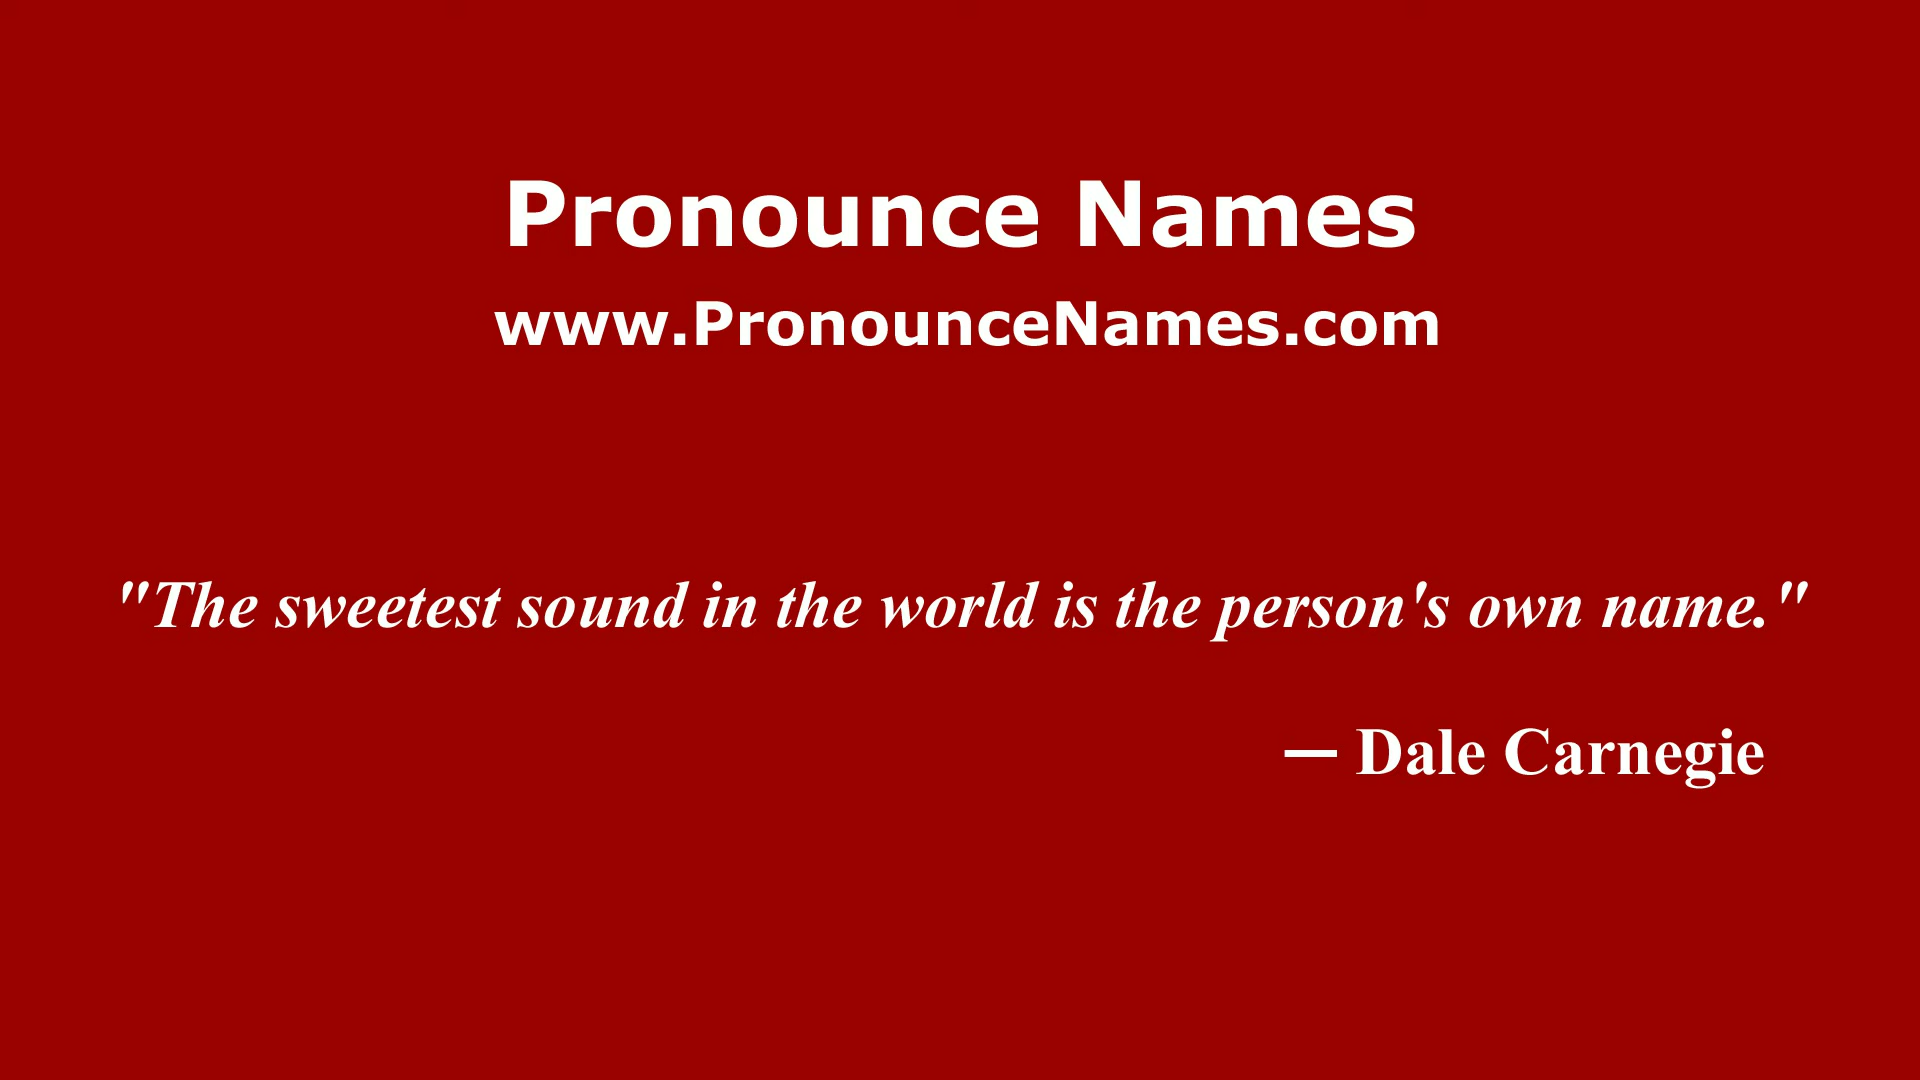 Pronounce Names
www.PronounceNames.com
"The sweetest sound in the world is the person's own name."
— Dale Carnegie